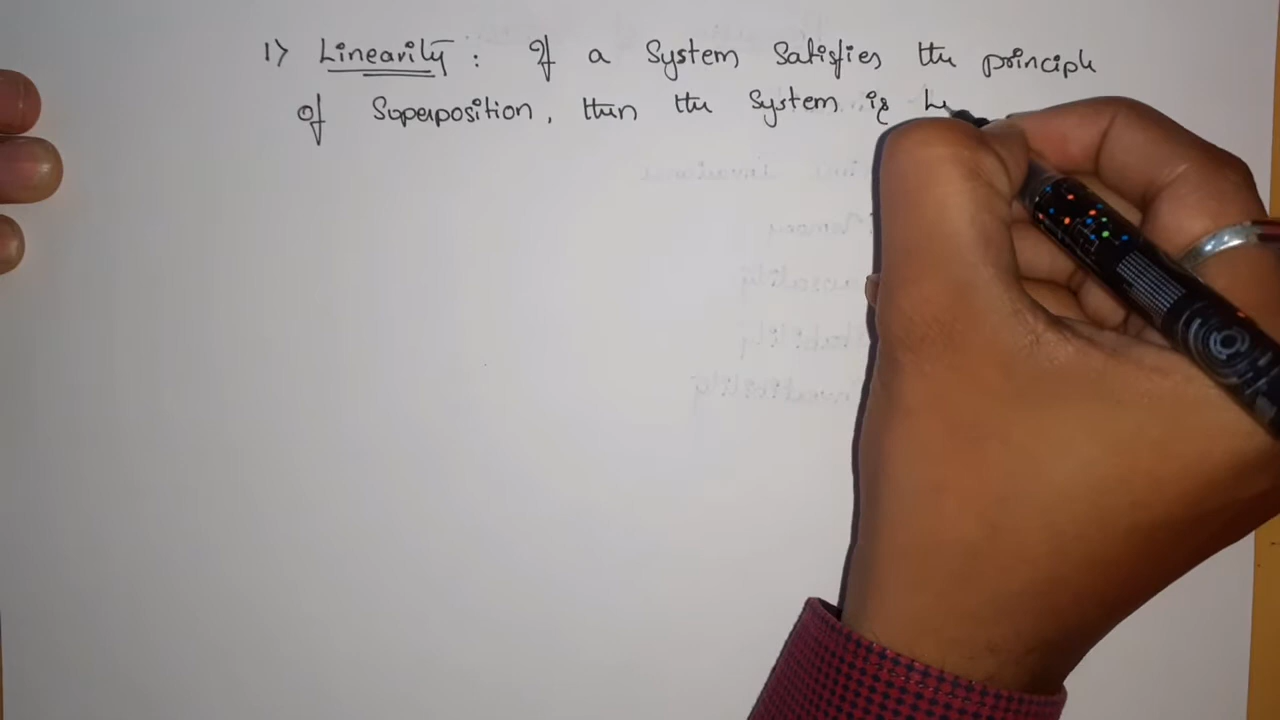 1) Linearity : If a System Satisfies the principle
of Superposition, then the System is